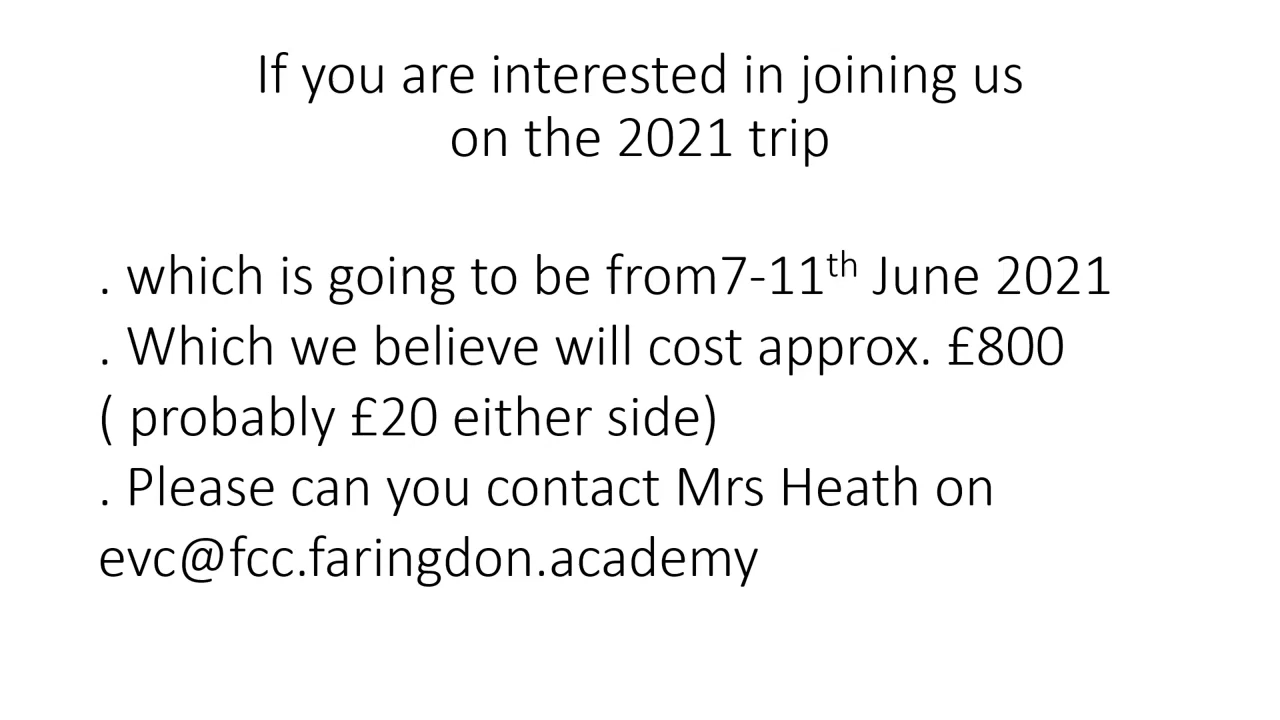 If you are interested in joining us
on the 2021 trip
. which is going to be from7-11th June 2021
. Which we believe will cost approx. £800
( probably £20 either side)
. Please can you contact Mrs Heath on
evc@fcc.faringdon.academy